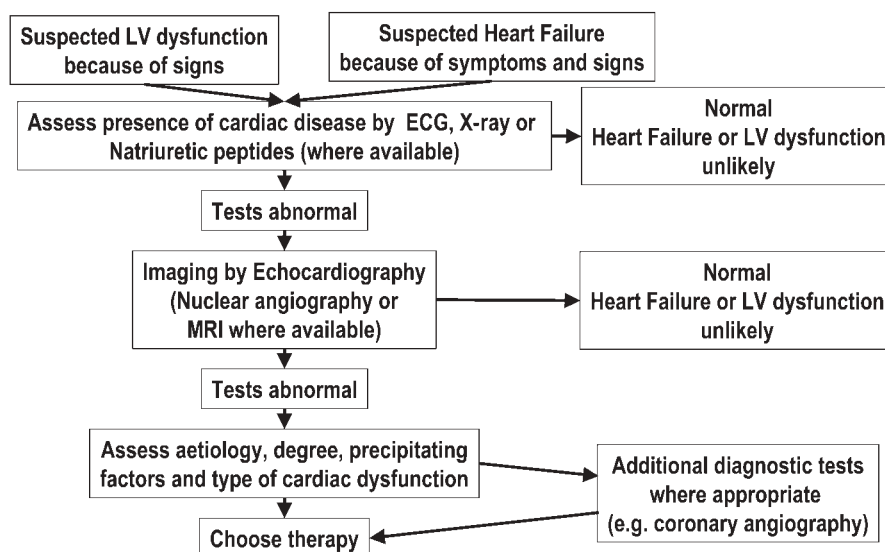 Suspected LV dysfunction
because of signs
Suspected Heart Failure
because of symptoms and signs
Assess presence of cardiac disease by ECG, X-ray or
Natriuretic peptides (where available)
Normal
Heart Failure or LV dysfunction
unlikely
Tests abnormal
Imaging by Echocardiography
(Nuclear angiography or
MRI where available)
Normal
Heart Failure or LV dysfunction
unlikely
Tests abnormal
Assess aetiology, degree, precipitating
factors and type of cardiac dysfunction
Additional diagnostic tests
where appropriate
(e.g. coronary angiography)
Choose therapy